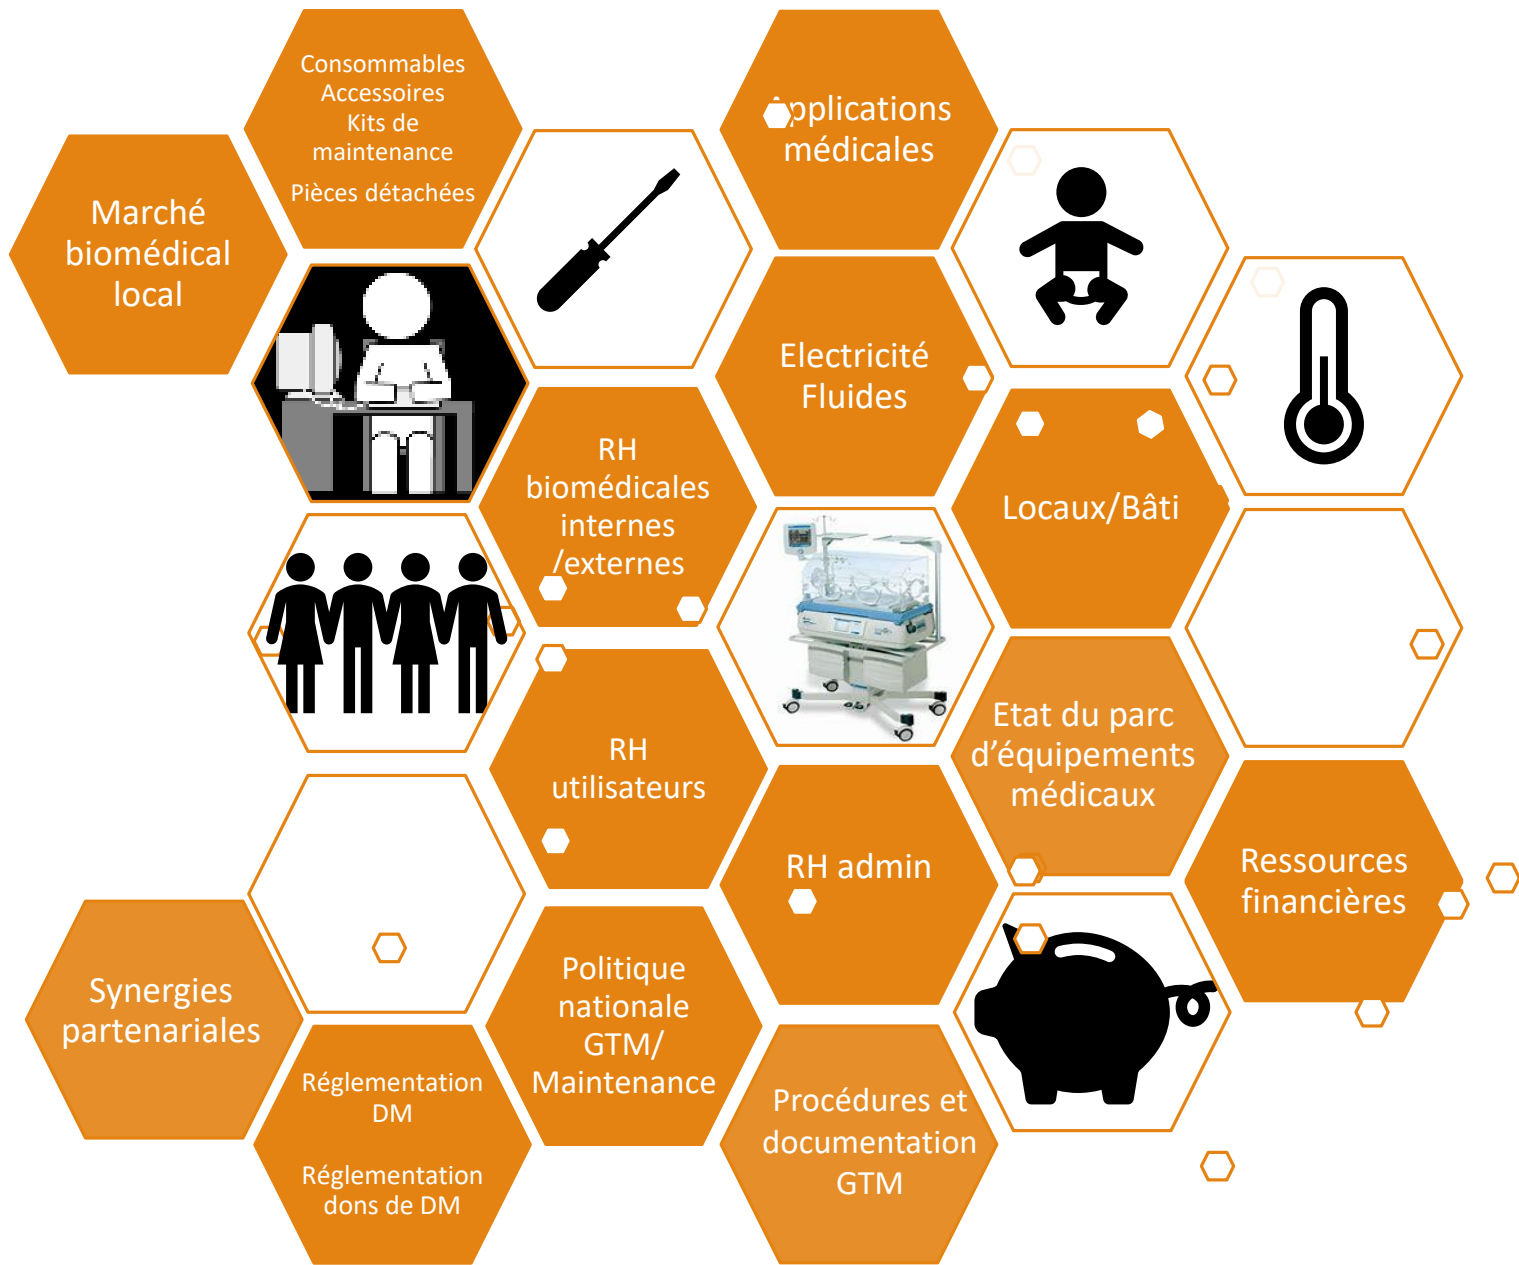 Consommables
Accessoires
Kits de
maintenance
Pièces détachées
Applications
médicales
Marché
biomédical
local
Electricité
Fluides
RH
biomédicales
internes
/externes
Locaux/Bâti
RH
utilisateurs
Etat du parc
d’équipements
médicaux
RH admin
Ressources
financières
Synergies
partenariales
Politique
nationale
GTM/
Maintenance
Réglementation
DM
Réglementation
dons de DM
Procédures et
documentation
GTM